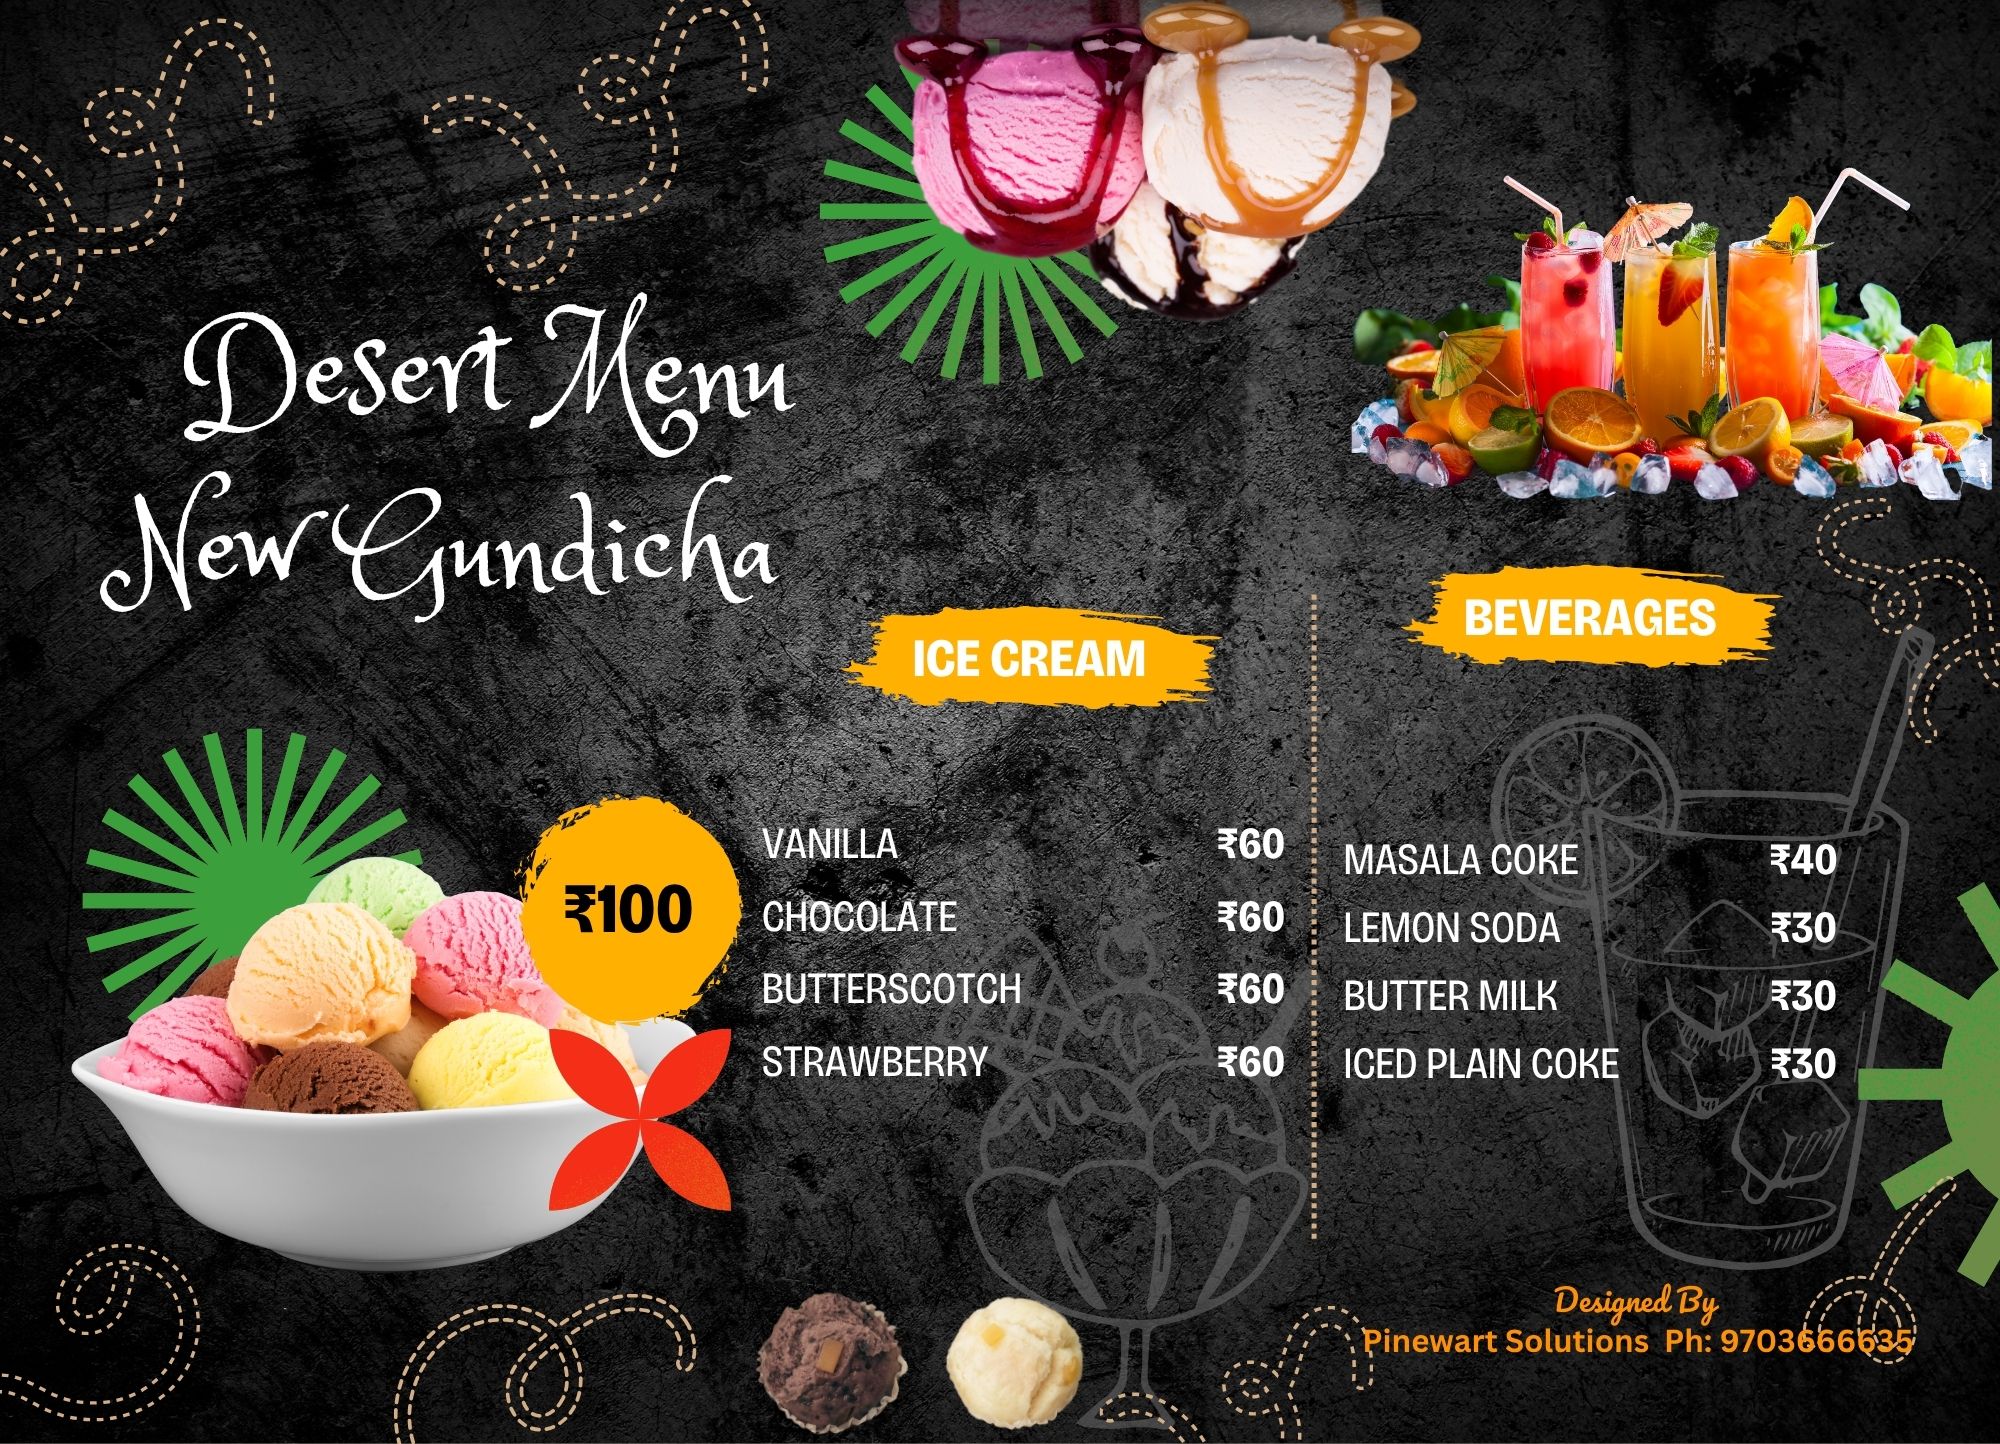 Desert Menu
New Gundicha
ICE CREAM
₹100
VANILLA ₹60
CHOCOLATE ₹60
BUTTERSCOTCH ₹60
STRAWBERRY ₹60
BEVERAGES
MASALA COKE ₹40
LEMON SODA ₹30
BUTTER MILK ₹30
ICED PLAIN COKE ₹30
Designed By
Pinewart Solutions Ph: 9703666635